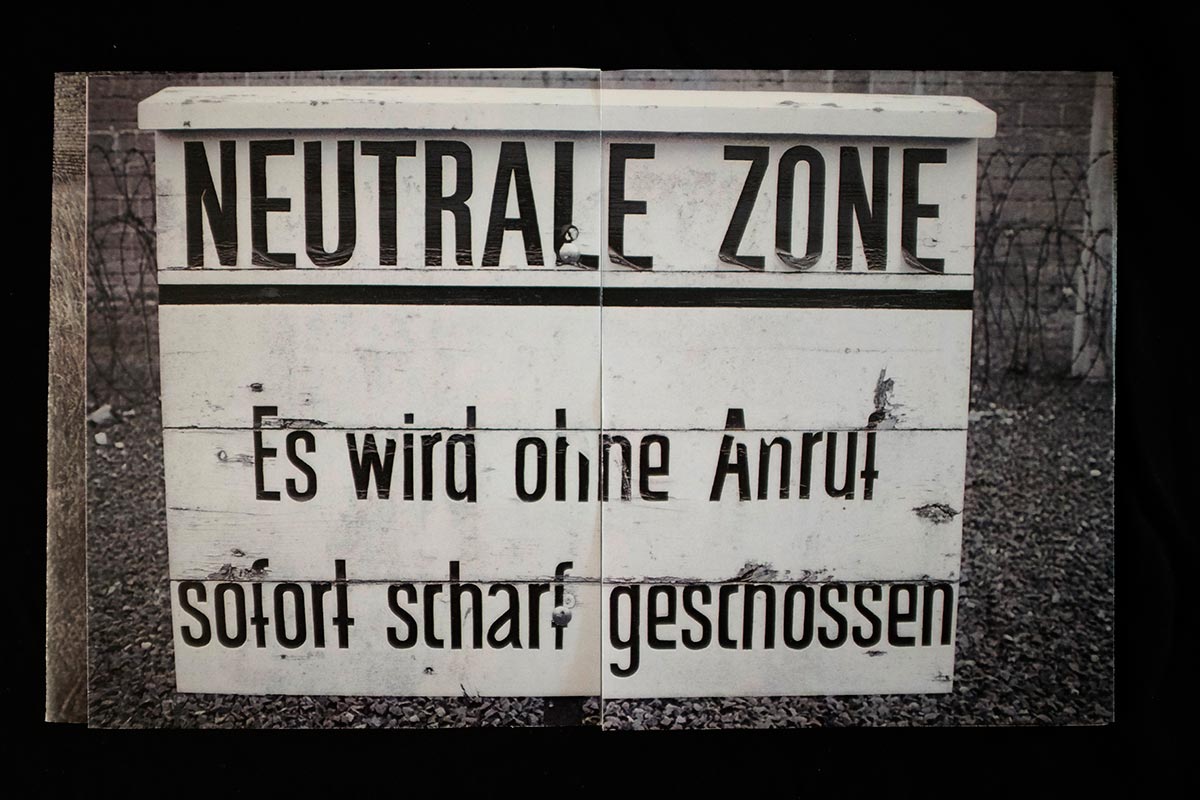 NEUTRALE ZONE
Es wird ohne Anruf
sofort scharf geschossen